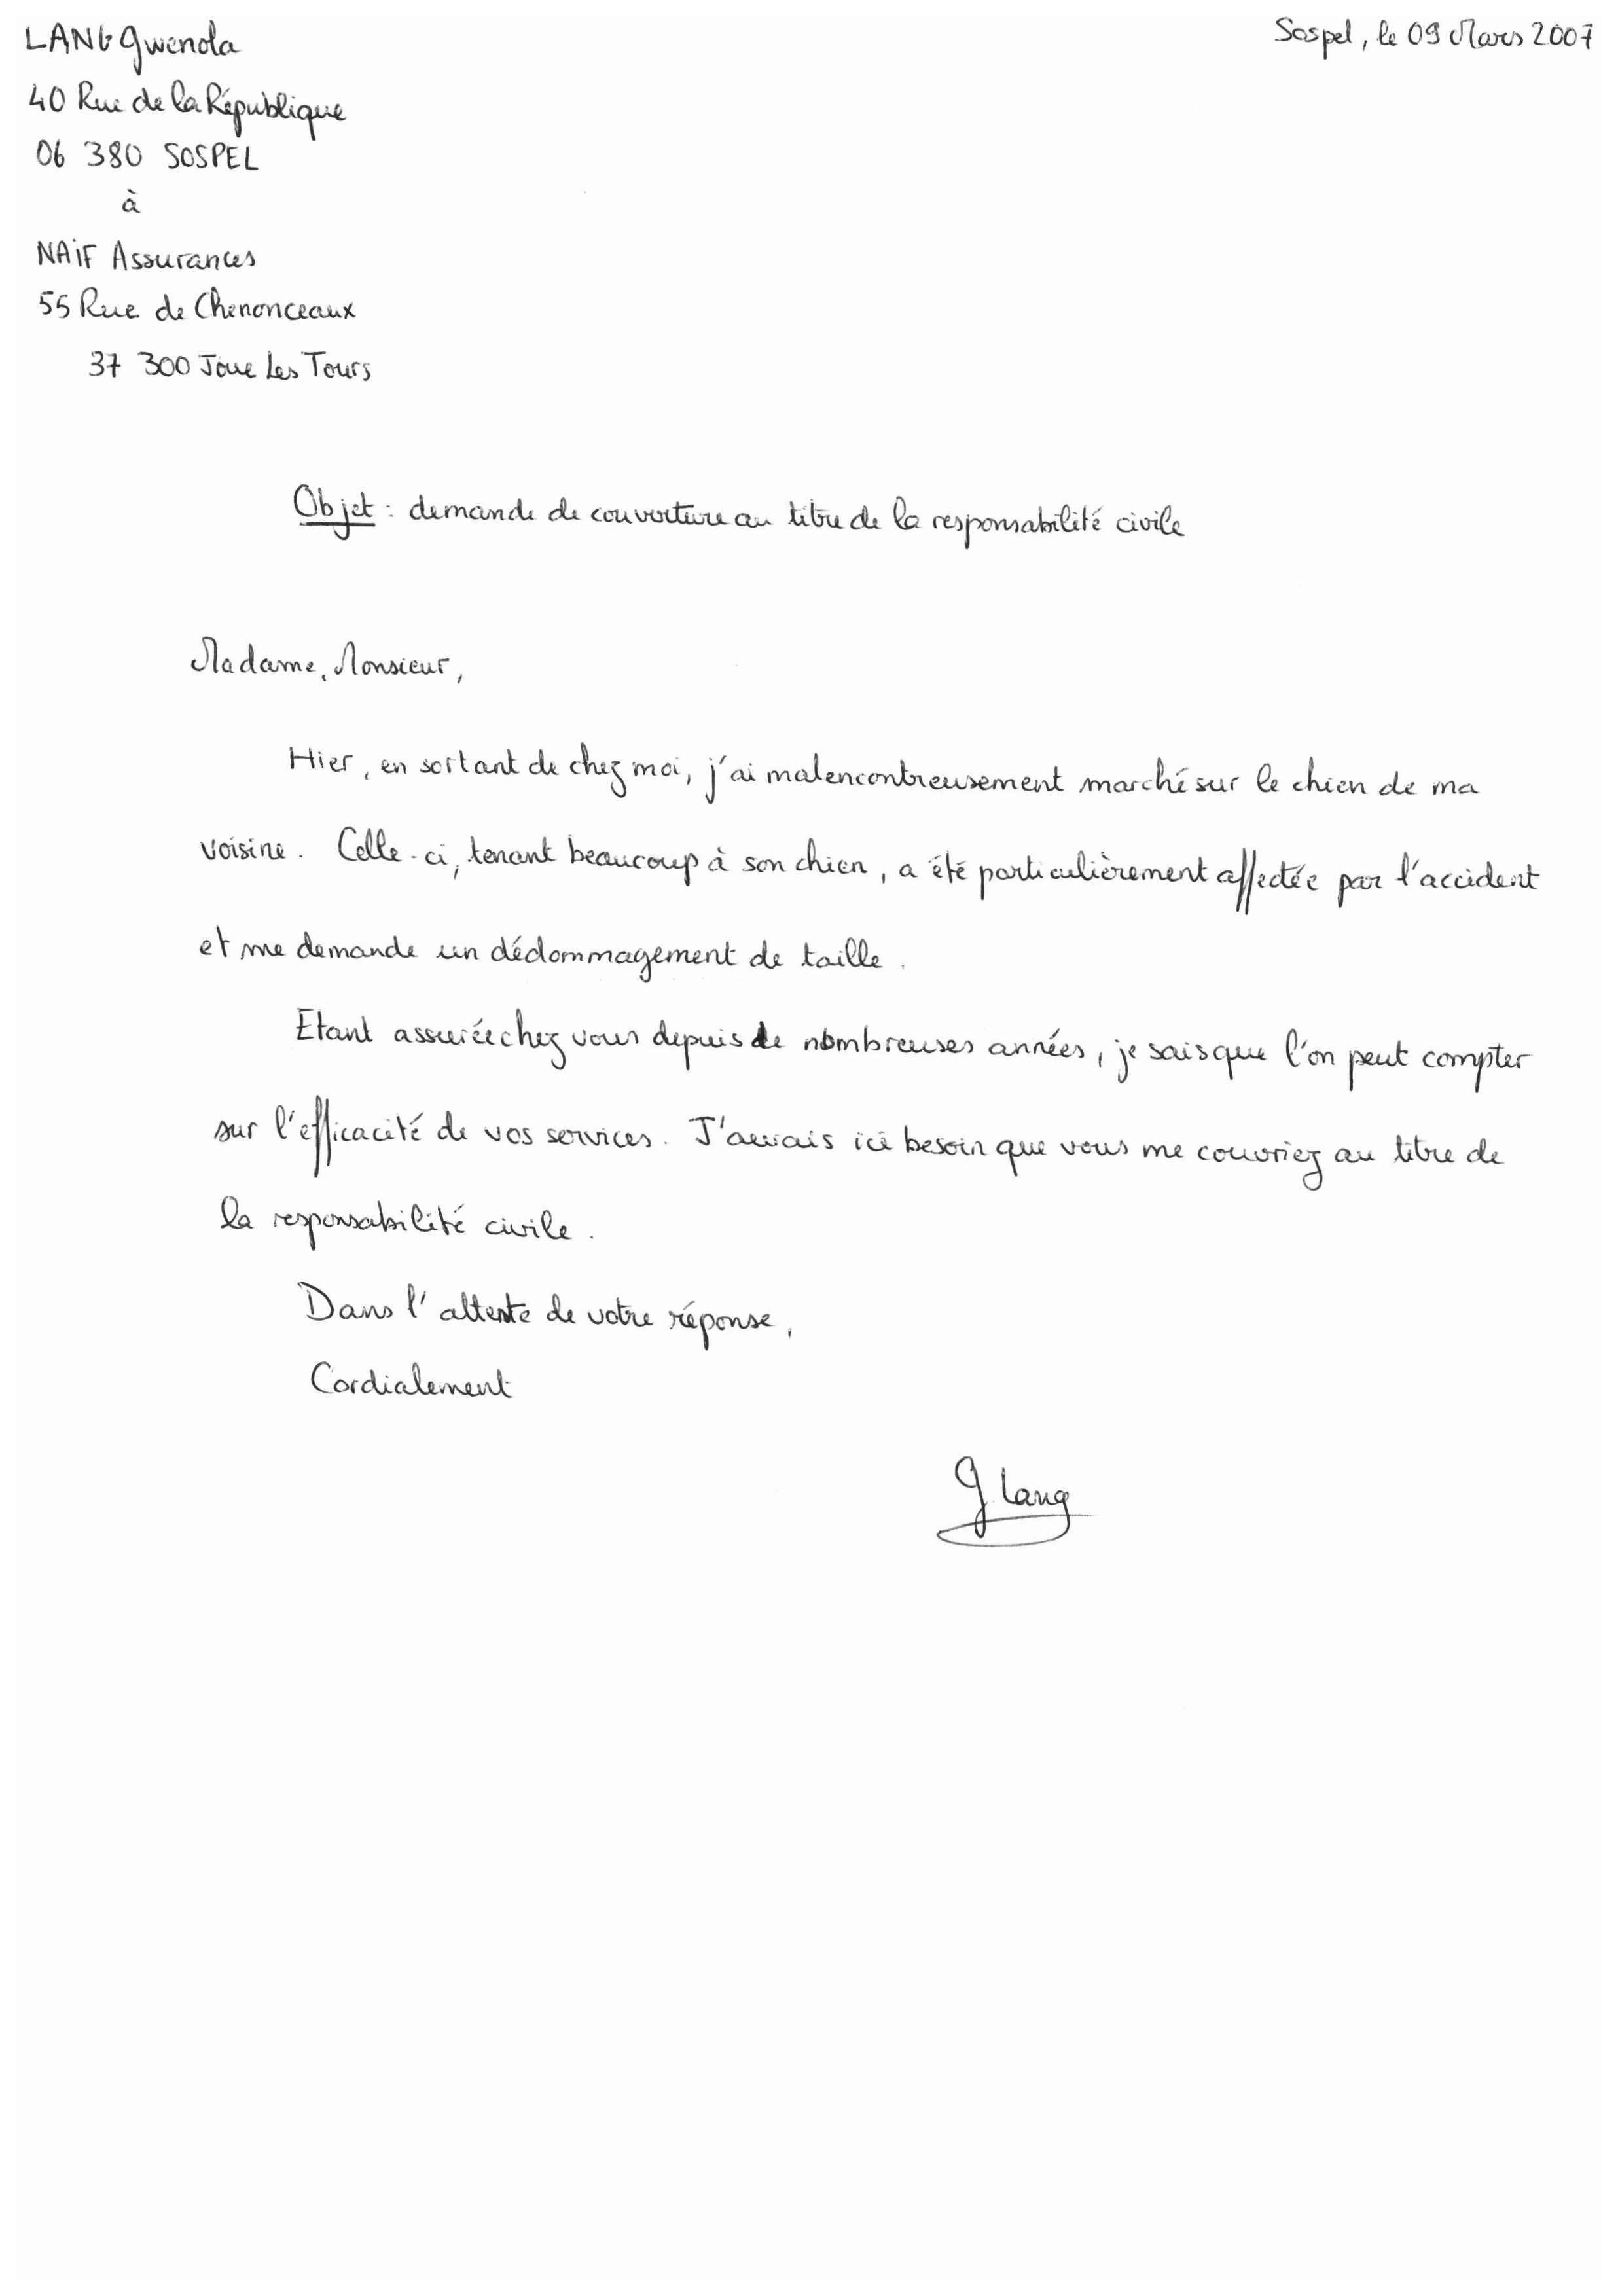 LANG Gwenola
Sospel, le 09 Mars 2007
40 Rue de la République
06 380 SOSPEL
à
NAIF Assurances
55 Rue de Chenonceaux
37 300 Joue Les Tours
Objet : demande de couverture au titre de la responsabilité civile
Madame, Monsieur,
Hier, en sortant de chez moi, j'ai malencontreusement marché sur le chien de ma
voisine. Celle-ci, tenant beaucoup à son chien, a été particulièrement affectée par l'accident
et me demande un dédommagement de taille.
Etant assurée chez vous depuis de nombreuses années, je sais que l'on peut compter
sur l'efficacité de vos services. J'aurais ici besoin que vous me couvriez au titre de
la responsabilité civile.
Dans l'attente de votre réponse,
Cordialement
G Lang